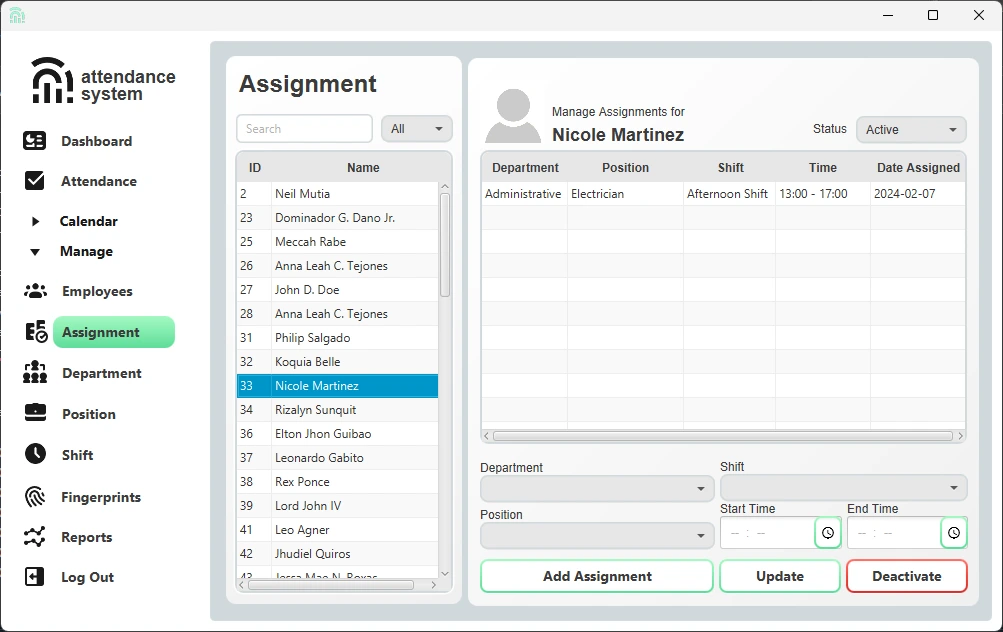 attendance
system
Dashboard
Attendance
Calendar
Manage
Employees
Assignment
Department
Position
Shift
Fingerprints
Reports
Log Out
Assignment
Search
All
ID Name
2 Neil Mutia
23 Dominador G. Dano Jr.
25 Meccah Rabe
26 Anna Leah C. Tejones
27 John D. Doe
28 Anna Leah C. Tejones
31 Philip Salgado
32 Koquia Belle
33 Nicole Martinez
34 Rizalyn Sunquit
36 Elton Jhon Guibao
37 Leonardo Gabito
38 Rex Ponce
39 Lord John IV
41 Leo Agner
42 Jhudiel Quiros
43 Jessa Mae N. Roxas
Manage Assignments for
Nicole Martinez
Status Active
Department Position Shift Time Date Assigned
Administrative Electrician Afternoon Shift 13:00 - 17:00 2024-02-07
Department
Shift
Position
Start Time End Time
-- : -- -- : --
Add Assignment Update Deactivate